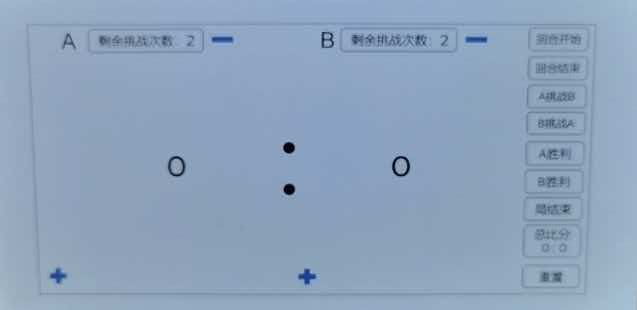 A 剩余挑战次数: 2
B 剩余挑战次数: 2
回合开始
回合结束
A挑战B
B挑战A
0 : 0
A胜利
B胜利
局结束
总比分
0 : 0
重置